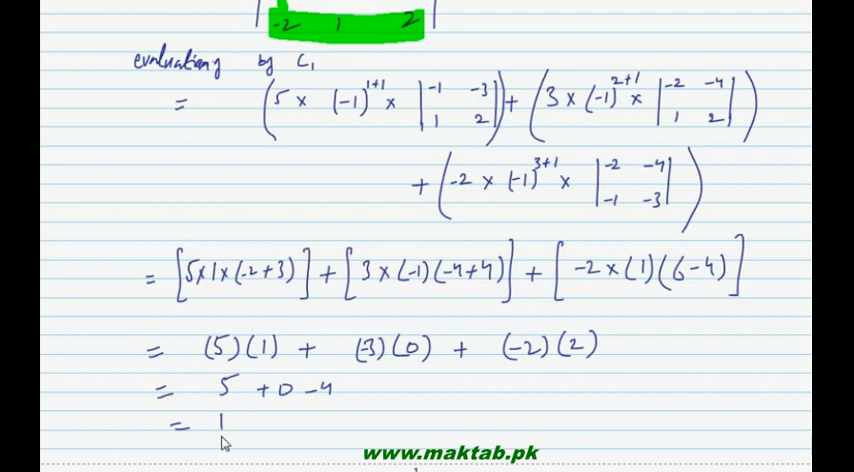 -2 1 2
evaluating by C₁
= (5 × (-1)¹⁺¹ × |-1 -3| |1 2|) + (3 × (-1)²⁺¹ × |-2 -4| |1 2|)
+ (-2 × (-1)³⁺¹ × |-2 -4| |-1 -3|)
= [5×1×(-2+3)] + [3×(-1)(-4+4)] + [-2×(1)(6-4)]
= (5)(1) + (-3)(0) + (-2)(2)
= 5 + 0 - 4
= 1
www.maktab.pk